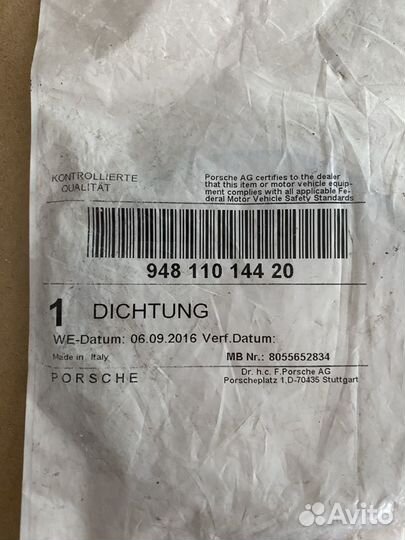 KONTROLLIERTE
QUALITÄT
Porsche AG certifies to the dealer
that this item or motor vehicle equip-
ment complies with all applicable Fe-
deral Motor Vehicle Safety Standards
948 110 144 20
1 DICHTUNG
WE-Datum: 06.09.2016 Verf.Datum:
Made in Italy MB Nr.: 8055652834
PORSCHE
Dr. h.c. F.Porsche AG
Porscheplatz 1,D-70435 Stuttgart
Avito